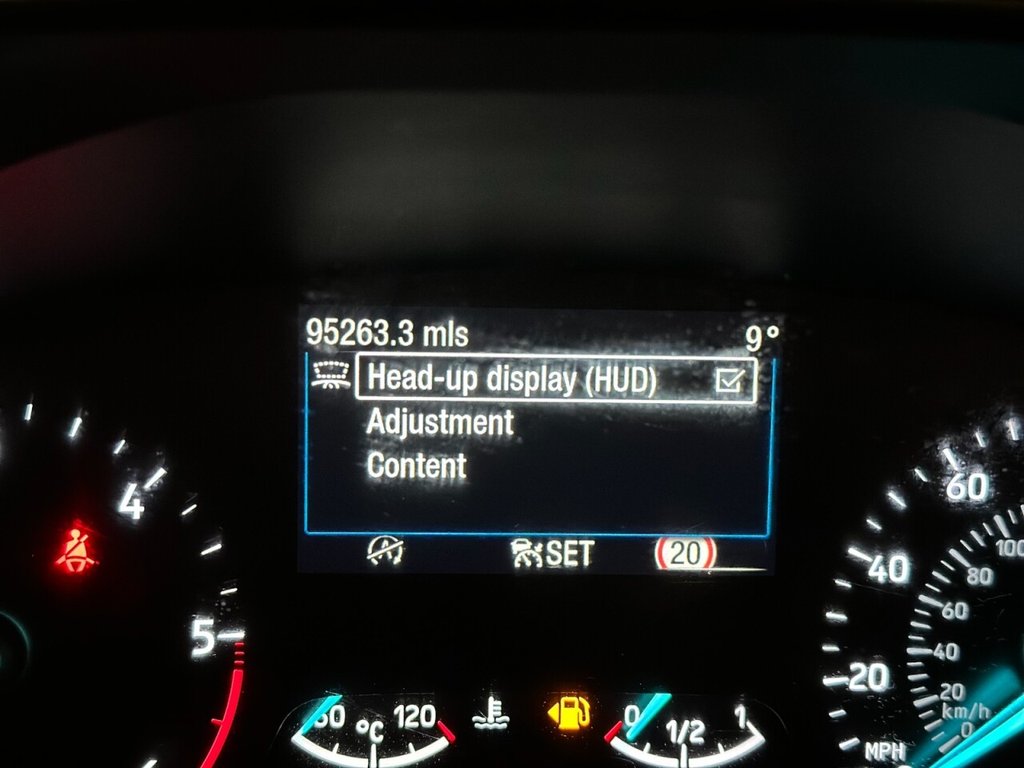 95263.3 mls 9°
Head-up display (HUD)
Adjustment
Content
SET 20
4
5
60
40
20
MPH
100
80
60
40
20
km/h
0
120
°C
0
1/2
1